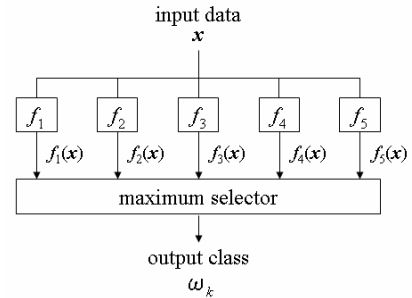 input data
x
f₁ f₂ f₃ f₄ f₅
f₁(x) f₂(x) f₃(x) f₄(x) f₅(x)
maximum selector
output class
ωₖ